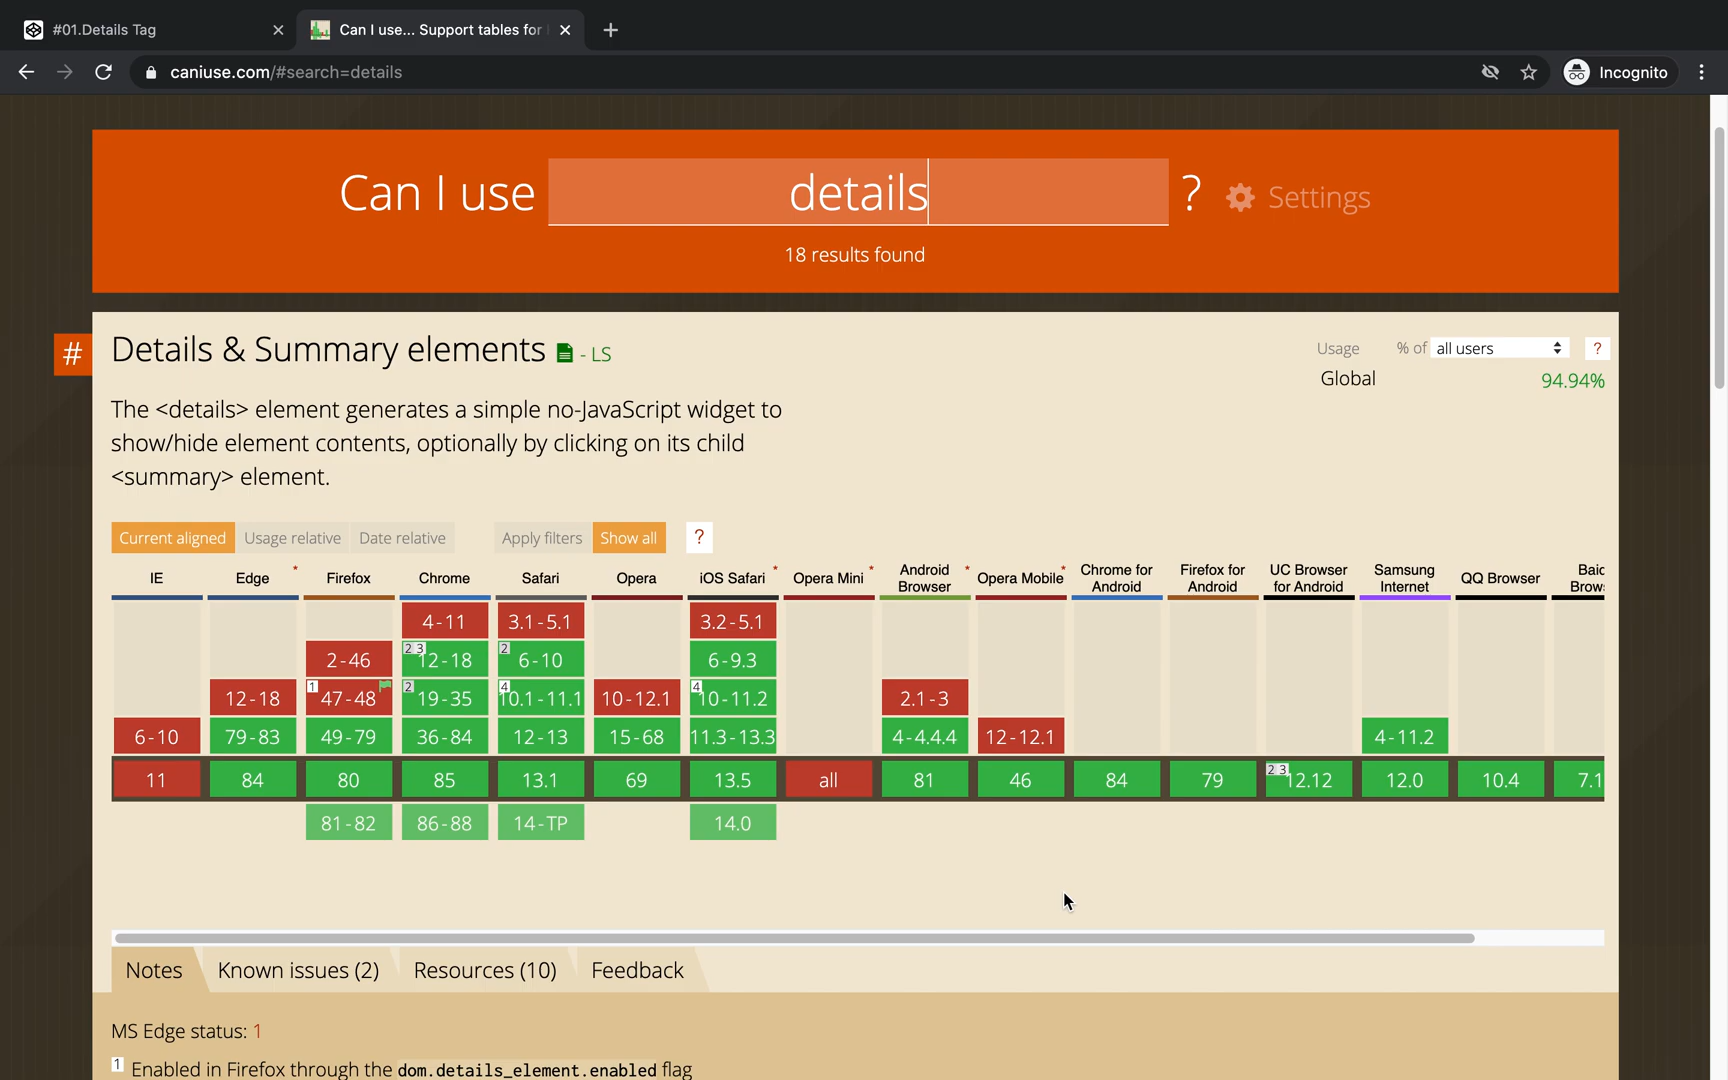 #01.Details Tag
Can I use... Support tables for
caniuse.com/#search=details
Incognito
Can I use details ? Settings
18 results found
# Details & Summary elements - LS
Usage % of all users ?
Global 94.94%
The <details> element generates a simple no-JavaScript widget to
show/hide element contents, optionally by clicking on its child
<summary> element.
Current aligned Usage relative Date relative Apply filters Show all ?
IE Edge * Firefox Chrome Safari Opera iOS Safari * Opera Mini * Android Browser * Opera Mobile * Chrome for Android Firefox for Android UC Browser for Android Samsung Internet QQ Browser
4-11 3.1-5.1 3.2-5.1
2-46 2 3 12-18 2 6-10 6-9.3
12-18 1 47-48 2 19-35 4 10.1-11.1 10-12.1 4 10-11.2 2.1-3
6-10 79-83 49-79 36-84 12-13 15-68 11.3-13.3 4-4.4.4 12-12.1 4-11.2
11 84 80 85 13.1 69 13.5 all 81 46 84 79 2 3 12.12 12.0 10.4 7.1
81-82 86-88 14-TP 14.0
Notes Known issues (2) Resources (10) Feedback
MS Edge status: 1
1 Enabled in Firefox through the dom.details_element.enabled flag